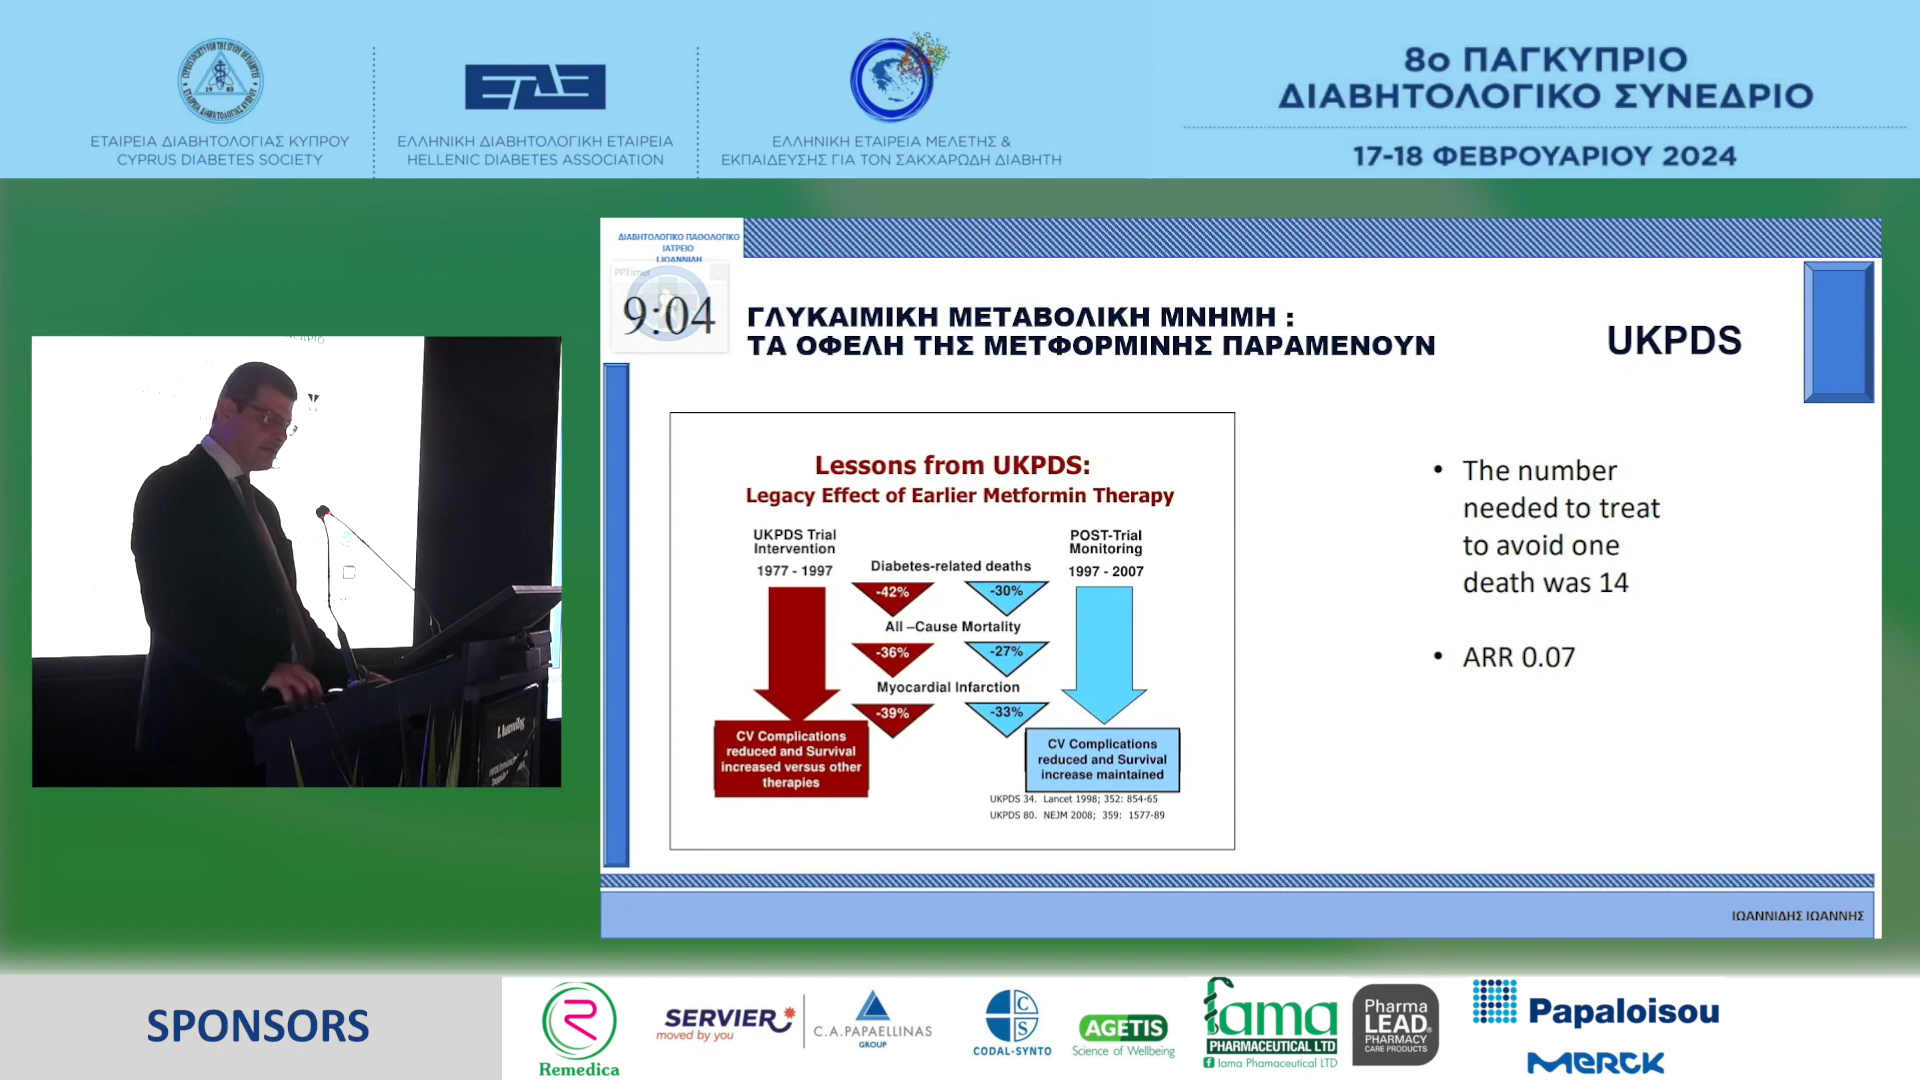 ΕΤΑΙΡΕΙΑ ΔΙΑΒΗΤΟΛΟΓΙΑΣ ΚΥΠΡΟΥ
CYPRUS DIABETES SOCIETY
ΕΔΕ
ΕΛΛΗΝΙΚΗ ΔΙΑΒΗΤΟΛΟΓΙΚΗ ΕΤΑΙΡΕΙΑ
HELLENIC DIABETES ASSOCIATION
ΕΛΛΗΝΙΚΗ ΕΤΑΙΡΕΙΑ ΜΕΛΕΤΗΣ &
ΕΚΠΑΙΔΕΥΣΗΣ ΓΙΑ ΤΟΝ ΣΑΚΧΑΡΩΔΗ ΔΙΑΒΗΤΗ
8ο ΠΑΓΚΥΠΡΙΟ
ΔΙΑΒΗΤΟΛΟΓΙΚΟ ΣΥΝΕΔΡΙΟ
17-18 ΦΕΒΡΟΥΑΡΙΟΥ 2024
ΔΙΑΒΗΤΟΛΟΓΙΚΟ ΠΑΘΟΛΟΓΙΚΟ
ΙΑΤΡΕΙΟ
Ι.ΙΩΑΝΝΙΔΗ
PPTimer
9:04
ΓΛΥΚΑΙΜΙΚΗ ΜΕΤΑΒΟΛΙΚΗ ΜΝΗΜΗ :
ΤΑ ΟΦΕΛΗ ΤΗΣ ΜΕΤΦΟΡΜΙΝΗΣ ΠΑΡΑΜΕΝΟΥΝ
UKPDS
Lessons from UKPDS:
Legacy Effect of Earlier Metformin Therapy
UKPDS Trial
Intervention
1977 - 1997
POST-Trial
Monitoring
1997 - 2007
Diabetes-related deaths
-42%
-30%
All –Cause Mortality
-36%
-27%
Myocardial Infarction
-39%
-33%
CV Complications
reduced and Survival
increased versus other
therapies
CV Complications
reduced and Survival
increase maintained
UKPDS 34. Lancet 1998; 352: 854-65
UKPDS 80. NEJM 2008; 359: 1577-89
• The number
needed to treat
to avoid one
death was 14
• ARR 0.07
ΙΩΑΝΝΙΔΗΣ ΙΩΑΝΝΗΣ
SPONSORS
Remedica
SERVIER
moved by you
C.A.PAPAELLINAS
GROUP
C S
CODAL-SYNTO
AGETIS
Science of Wellbeing
iama
PHARMACEUTICAL LTD
Iama Phamaceutical LTD
Pharma
LEAD®
PHARMACY
CARE PRODUCTS
Papaloisou
MERCK